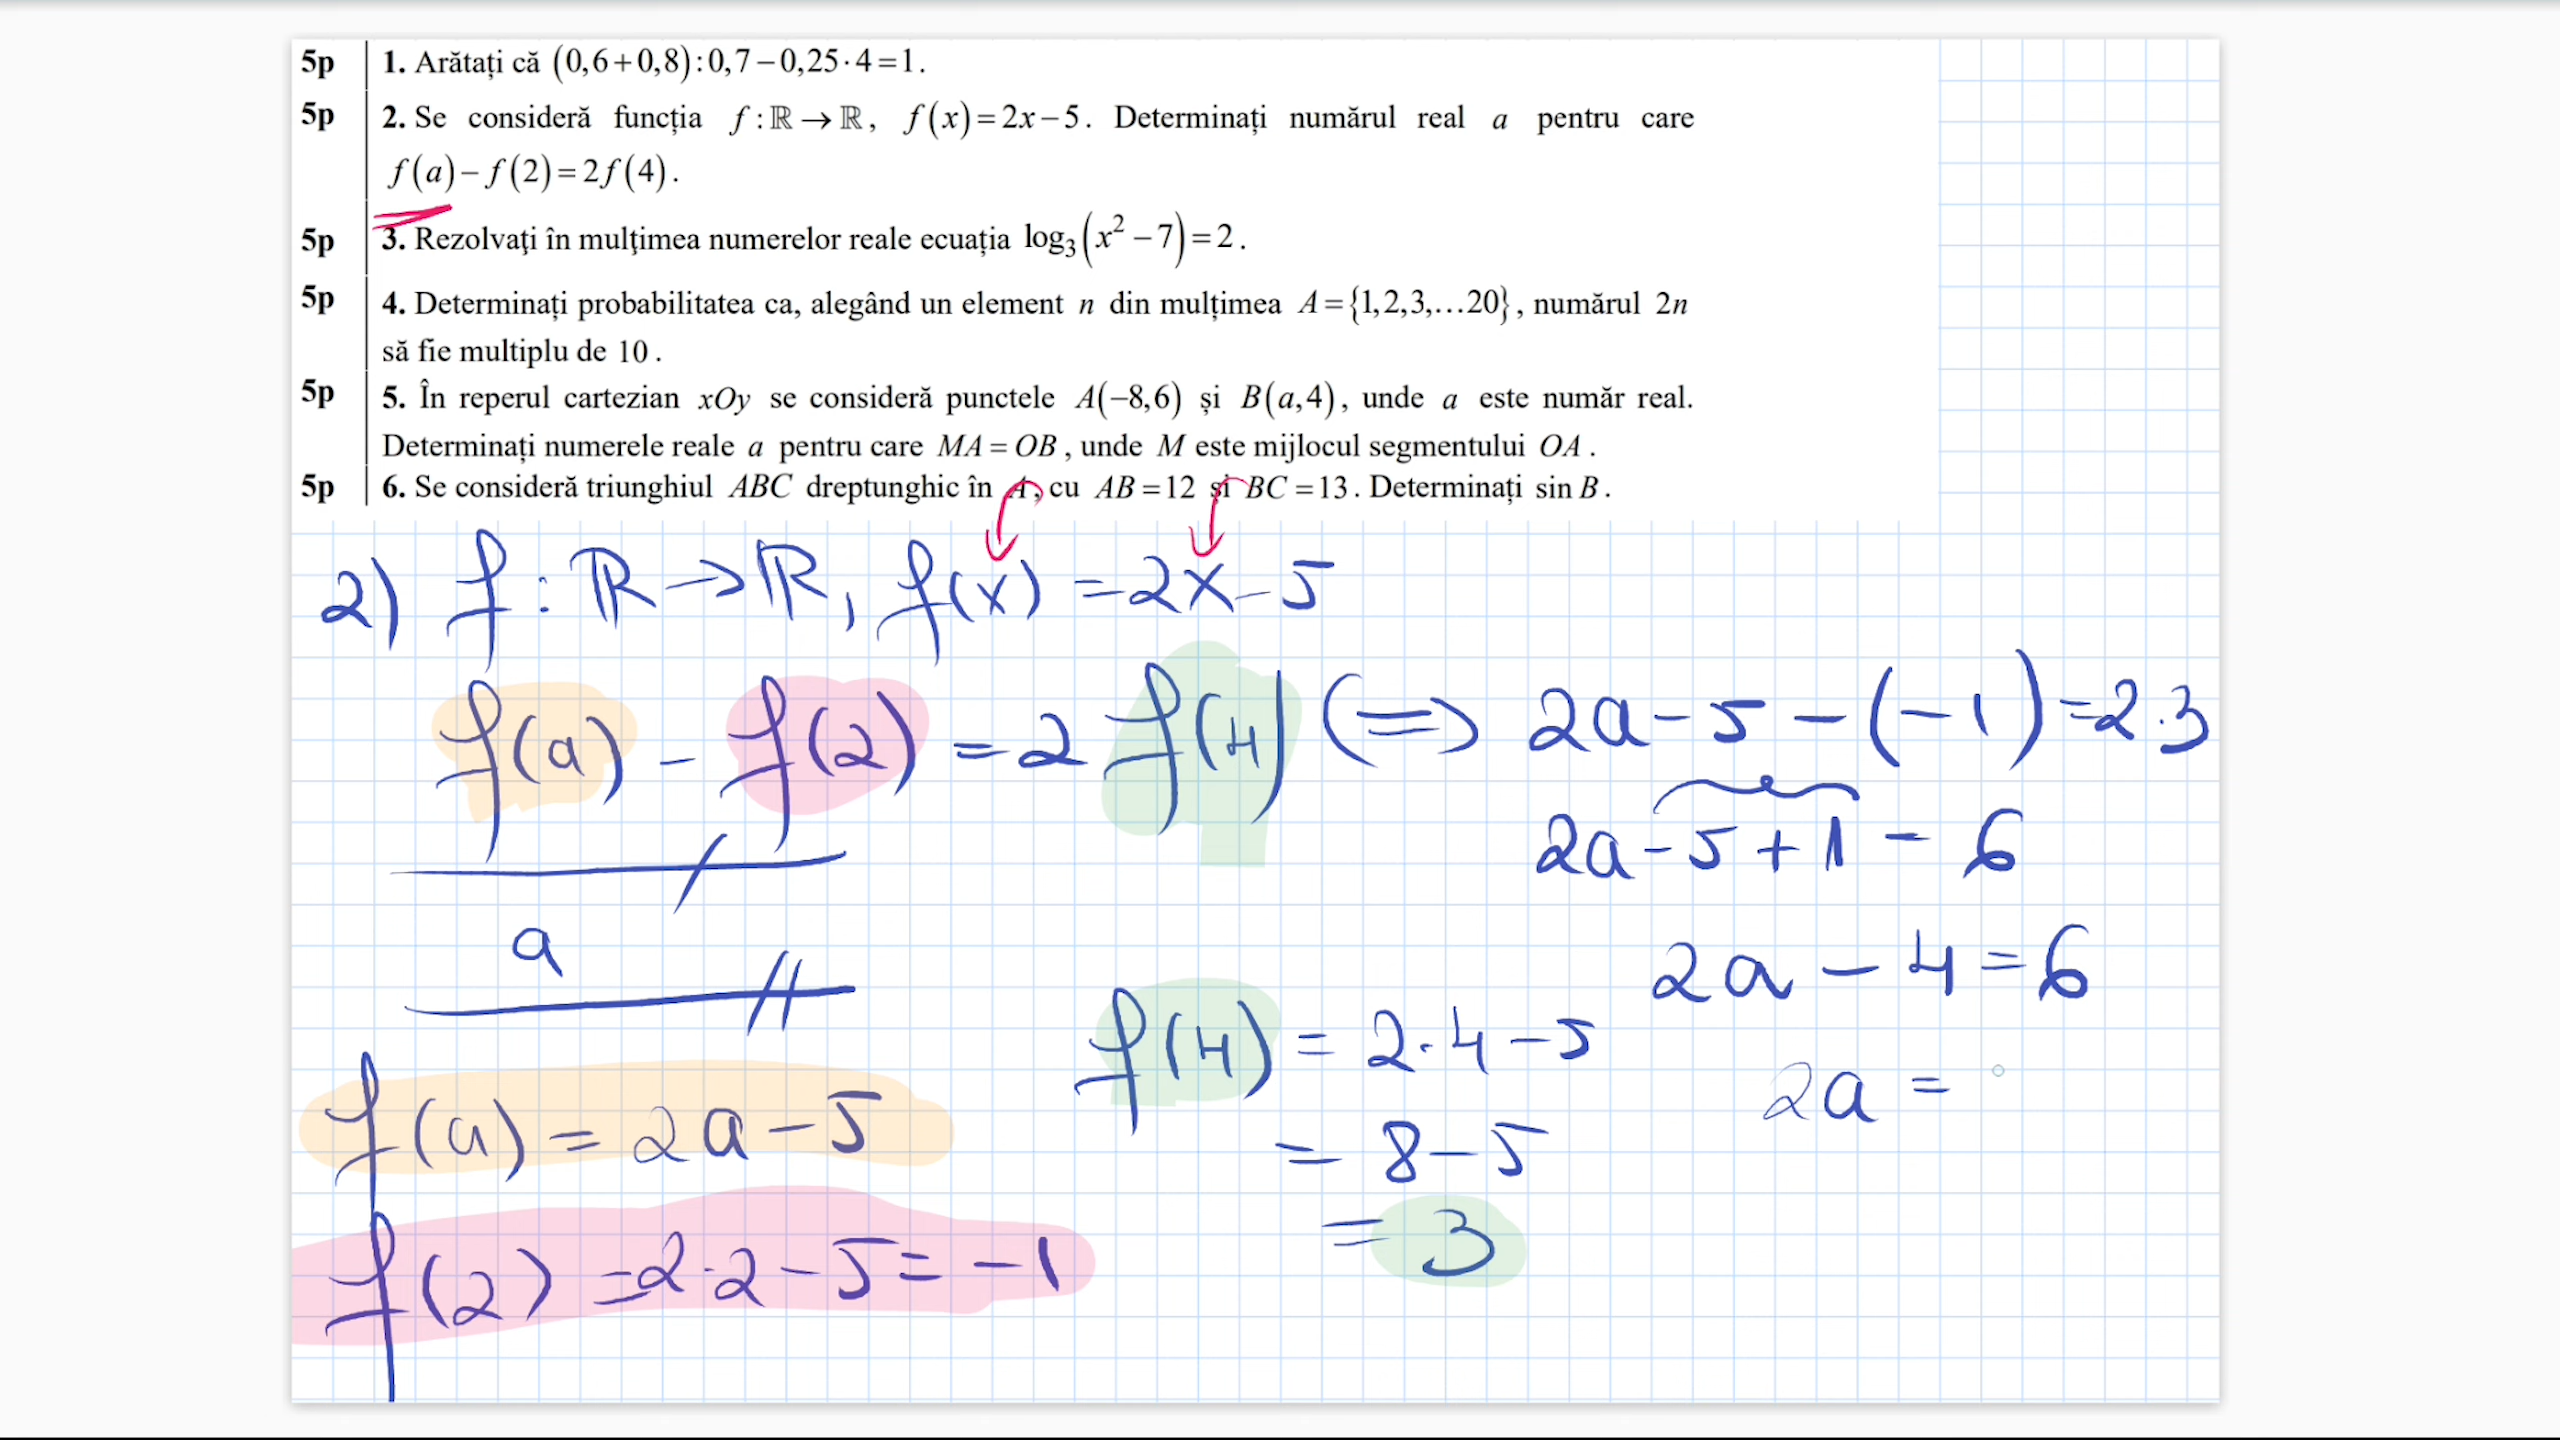 5p 1. Arătați că (0,6+0,8):0,7−0,25·4=1.
5p 2. Se consideră funcția f:ℝ→ℝ, f(x)=2x−5. Determinați numărul real a pentru care
f(a)−f(2)=2f(4).
5p 3. Rezolvați în mulțimea numerelor reale ecuația log₃(x²−7)=2.
5p 4. Determinați probabilitatea ca, alegând un element n din mulțimea A={1,2,3,…20}, numărul 2n
să fie multiplu de 10.
5p 5. În reperul cartezian xOy se consideră punctele A(−8,6) și B(a,4), unde a este număr real.
Determinați numerele reale a pentru care MA=OB, unde M este mijlocul segmentului OA.
5p 6. Se consideră triunghiul ABC dreptunghic în A, cu AB=12 și BC=13. Determinați sin B.
2) f:ℝ→ℝ, f(x)=2x−5
f(a)−f(2)=2f(4) (=> 2a−5−(−1)=2·3
2a−5+1=6
a
2a−4=6
2a=
f(4)=2·4−5
=8−5
=3
f(a)=2a−5
f(2)=2·2−5=−1